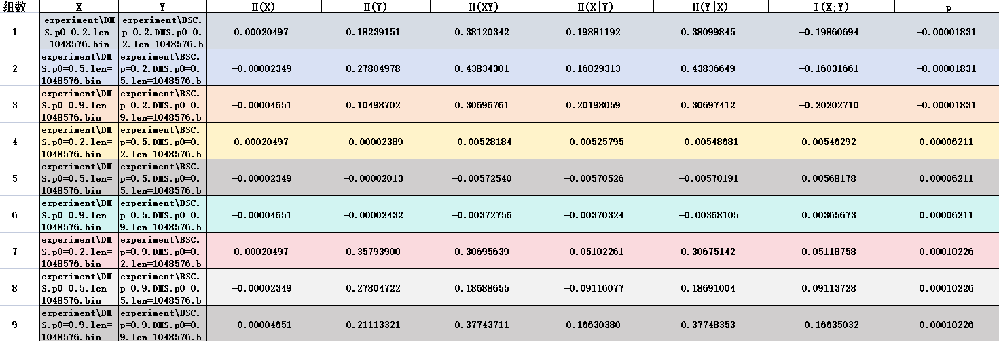 组数 X Y H(X) H(Y) H(XY) H(X|Y) H(Y|X) I(X;Y) p
1 experiment\DM experiment\BSC. 0.00020497 0.18239151 0.38120342 0.19881192 0.38099845 -0.19860694 -0.00001831
S.p0=0.2.len= p=0.2.DMS.p0=0.
1048576.bin 2.len=1048576.b
2 experiment\DM experiment\BSC. -0.00002349 0.27804978 0.43834301 0.16029313 0.43836649 -0.16031661 -0.00001831
S.p0=0.5.len= p=0.2.DMS.p0=0.
1048576.bin 5.len=1048576.b
3 experiment\DM experiment\BSC. -0.00004651 0.10498702 0.30696761 0.20198059 0.30697412 -0.20202710 -0.00001831
S.p0=0.9.len= p=0.2.DMS.p0=0.
1048576.bin 9.len=1048576.b
4 experiment\DM experiment\BSC. 0.00020497 -0.00002389 -0.00528184 -0.00525795 -0.00548681 0.00546292 0.00006211
S.p0=0.2.len= p=0.5.DMS.p0=0.
1048576.bin 2.len=1048576.b
5 experiment\DM experiment\BSC. -0.00002349 -0.00002013 -0.00572540 -0.00570526 -0.00570191 0.00568178 0.00006211
S.p0=0.5.len= p=0.5.DMS.p0=0.
1048576.bin 5.len=1048576.b
6 experiment\DM experiment\BSC. -0.00004651 -0.00002432 -0.00372756 -0.00370324 -0.00368105 0.00365673 0.00006211
S.p0=0.9.len= p=0.5.DMS.p0=0.
1048576.bin 9.len=1048576.b
7 experiment\DM experiment\BSC. 0.00020497 0.35793900 0.30695639 -0.05102261 0.30675142 0.05118758 0.00010226
S.p0=0.2.len= p=0.9.DMS.p0=0.
1048576.bin 2.len=1048576.b
8 experiment\DM experiment\BSC. -0.00002349 0.27804722 0.18688655 -0.09116077 0.18691004 0.09113728 0.00010226
S.p0=0.5.len= p=0.9.DMS.p0=0.
1048576.bin 5.len=1048576.b
9 experiment\DM experiment\BSC. -0.00004651 0.21113321 0.37743711 0.16630380 0.37748353 -0.16635032 0.00010226
S.p0=0.9.len= p=0.9.DMS.p0=0.
1048576.bin 9.len=1048576.b